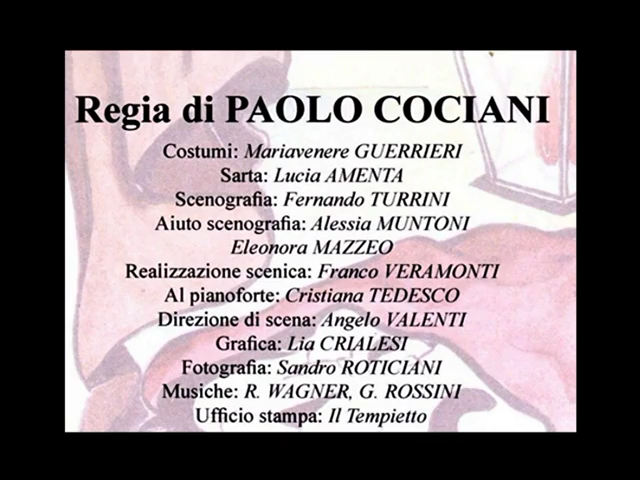 Regia di PAOLO COCIANI
Costumi: Mariavenere GUERRIERI
Sarta: Lucia AMENTA
Scenografia: Fernando TURRINI
Aiuto scenografia: Alessia MUNTONI
Eleonora MAZZEO
Realizzazione scenica: Franco VERAMONTI
Al pianoforte: Cristiana TEDESCO
Direzione di scena: Angelo VALENTI
Grafica: Lia CRIALESI
Fotografia: Sandro ROTICIANI
Musiche: R. WAGNER, G. ROSSINI
Ufficio stampa: Il Tempietto